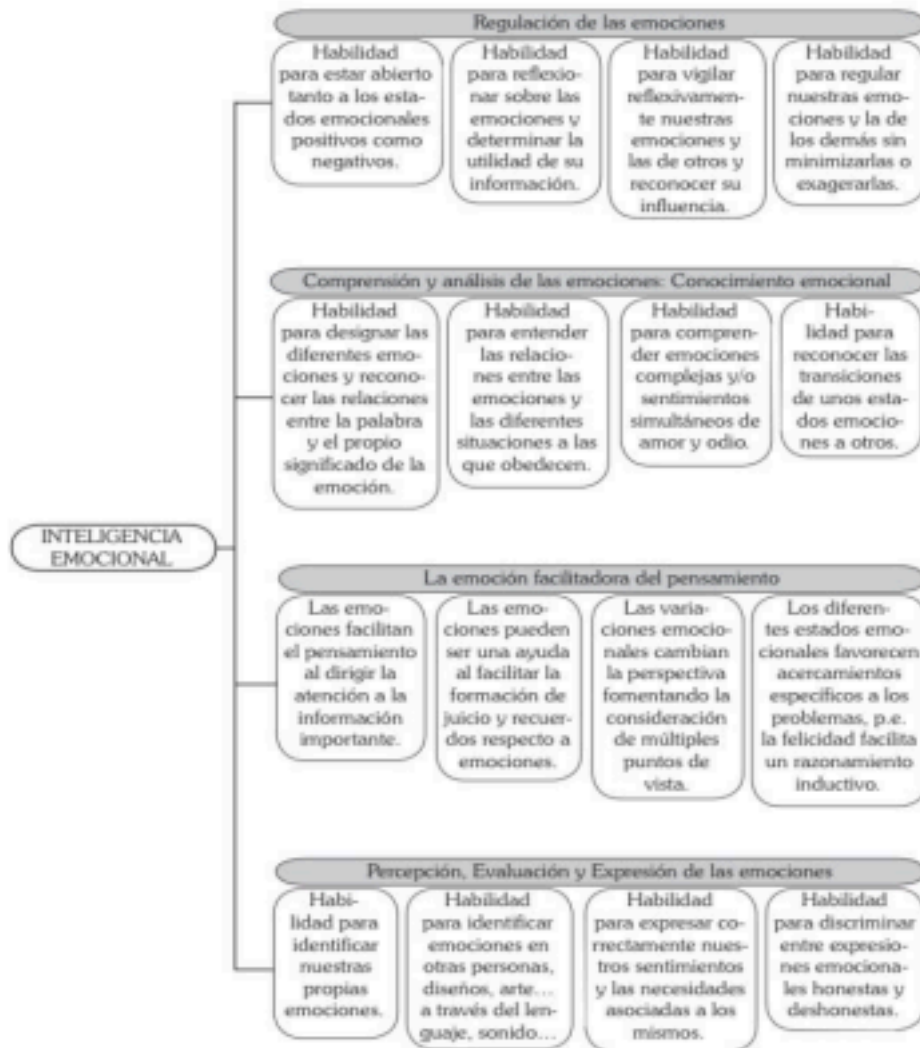 Regulación de las emociones
Habilidad
para estar abierto
tanto a los esta-
dos emocionales
positivos como
negativos.
Habilidad
para reflexio-
nar sobre las
emociones y
determinar la
utilidad de su
información.
Habilidad
para vigilar
reflexivamen-
te nuestras
emociones y
las de otros y
reconocer su
influencia.
Habilidad
para regular
nuestras emo-
ciones y la de
los demás sin
minimizarlas o
exagerarlas.
Comprensión y análisis de las emociones: Conocimiento emocional
Habilidad
para designar las
diferentes emo-
ciones y recono-
cer las relaciones
entre la palabra
y el propio
significado de la
emoción.
Habilidad
para entender
las relacio-
nes entre las
emociones y
las diferentes
situaciones a las
que obedecen.
Habilidad
para compren-
der emociones
complejas y/o
sentimientos
simultáneos de
amor y odio.
Habi-
lidad para
reconocer las
transiciones
de unos esta-
dos emocio-
nes a otros.
INTELIGENCIA
EMOCIONAL
La emoción facilitadora del pensamiento
Las emo-
ciones facilitan
el pensamiento
al dirigir la
atención a la
información
importante.
Las emo-
ciones pueden
ser una ayuda
al facilitar la
formación de
juicio y recuer-
dos respecto a
emociones.
Las varia-
ciones emocio-
nales cambian
la perspectiva
fomentando la
consideración
de múltiples
puntos de
vista.
Los diferen-
tes estados emo-
cionales favorecen
acercamientos
específicos a los
problemas, p.e.
la felicidad facilita
un razonamiento
inductivo.
Percepción, Evaluación y Expresión de las emociones
Habi-
lidad para
identificar
nuestras
propias
emociones.
Habilidad
para identificar
emociones en
otras personas,
diseños, arte...
a través del len-
guaje, sonido...
Habilidad
para expresar co-
rrectamente nues-
tros sentimientos
y las necesidades
asociadas a los
mismos.
Habilidad
para discriminar
entre expresio-
nes emociona-
les honestas y
deshonestas.